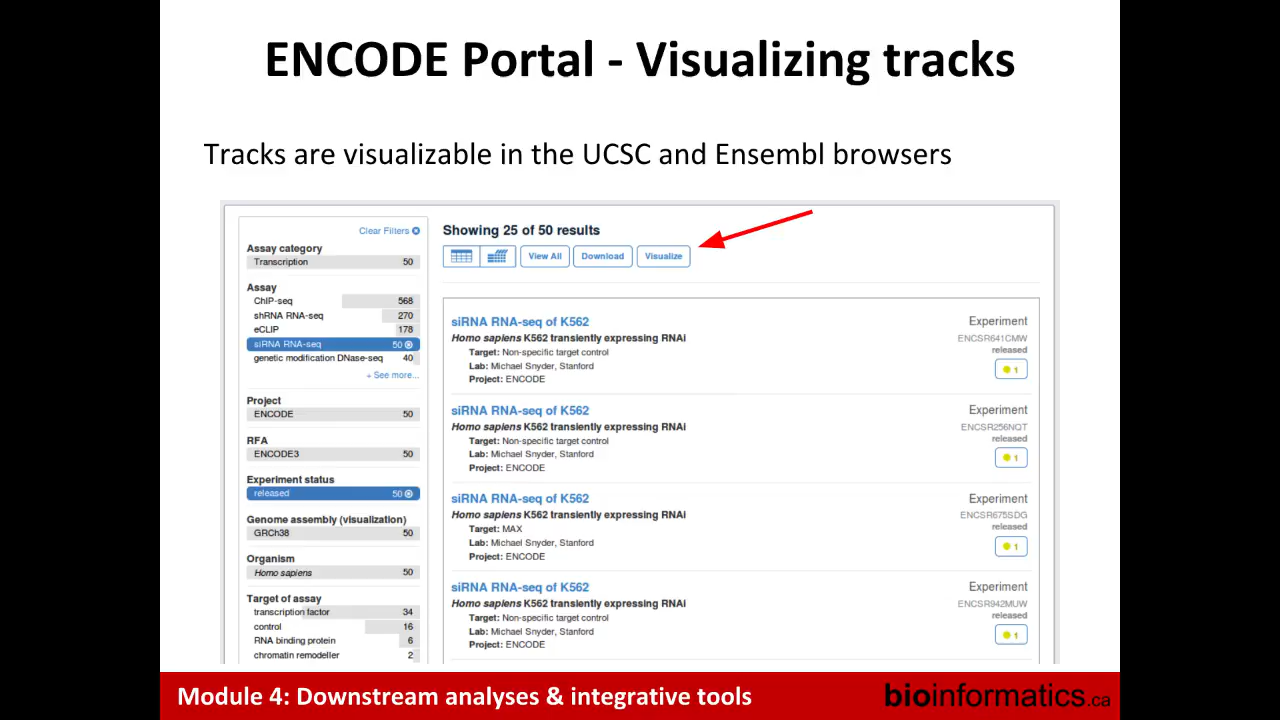 ENCODE Portal - Visualizing tracks
Tracks are visualizable in the UCSC and Ensembl browsers
Clear Filters
Assay category
Transcription 50
Assay
ChIP-seq 568
shRNA RNA-seq 270
eCLIP 178
siRNA RNA-seq 50
genetic modification DNase-seq 40
+ See more...
Project
ENCODE 50
RFA
ENCODE3 50
Experiment status
released 50
Genome assembly (visualization)
GRCh38 50
Organism
Homo sapiens 50
Target of assay
transcription factor 34
control 16
RNA binding protein 6
chromatin remodeller 2
Showing 25 of 50 results
View All Download Visualize
siRNA RNA-seq of K562 Experiment
Homo sapiens K562 transiently expressing RNAi ENCSR641CMW
Target: Non-specific target control released
Lab: Michael Snyder, Stanford 1
Project: ENCODE
siRNA RNA-seq of K562 Experiment
Homo sapiens K562 transiently expressing RNAi ENCSR256NQT
Target: Non-specific target control released
Lab: Michael Snyder, Stanford 1
Project: ENCODE
siRNA RNA-seq of K562 Experiment
Homo sapiens K562 transiently expressing RNAi ENCSR675SDG
Target: MAX released
Lab: Michael Snyder, Stanford 1
Project: ENCODE
siRNA RNA-seq of K562 Experiment
Homo sapiens K562 transiently expressing RNAi ENCSR942MUW
Target: Non-specific target control released
Lab: Michael Snyder, Stanford 1
Project: ENCODE
Module 4: Downstream analyses & integrative tools bioinformatics.ca